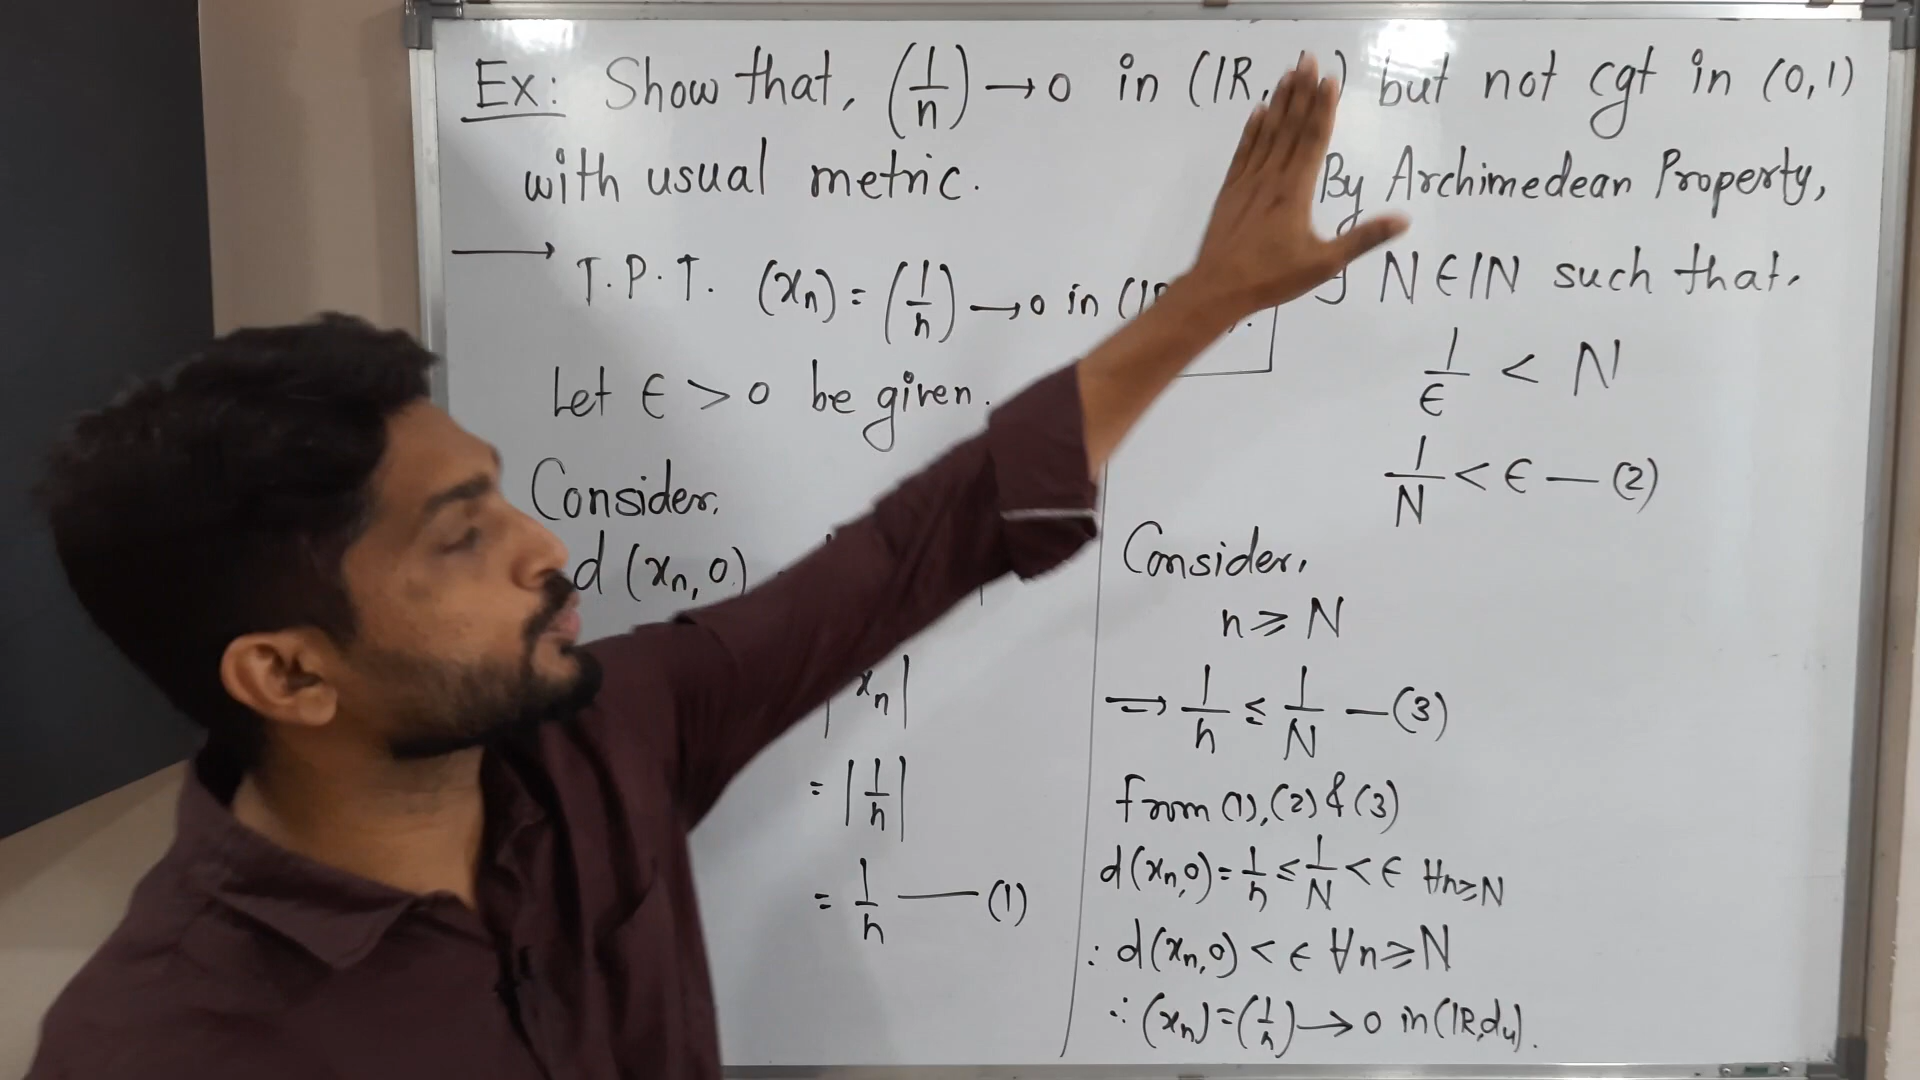 Ex: Show that, (1/n) → 0 in (ℝ, ) but not cgt in (0,1)
with usual metric.
→ T.P.T. (xₙ) = (1/n) → 0 in (
Let ϵ > 0 be given.
Consider,
d(xₙ, 0)
|xₙ|
= |1/n|
= 1/n — (1)
By Archimedean Property,
∃ N ∈ ℕ such that,
1/ϵ < N
1/N < ϵ — (2)
Consider,
n ⩾ N
⇒ 1/n ≤ 1/N — (3)
from (1), (2) & (3)
d(xₙ,0) = 1/n ≤ 1/N < ϵ ∀n⩾N
∴ d(xₙ,0) < ϵ ∀n⩾N
∴ (xₙ) = (1/n) → 0 in (ℝ,dᵤ).